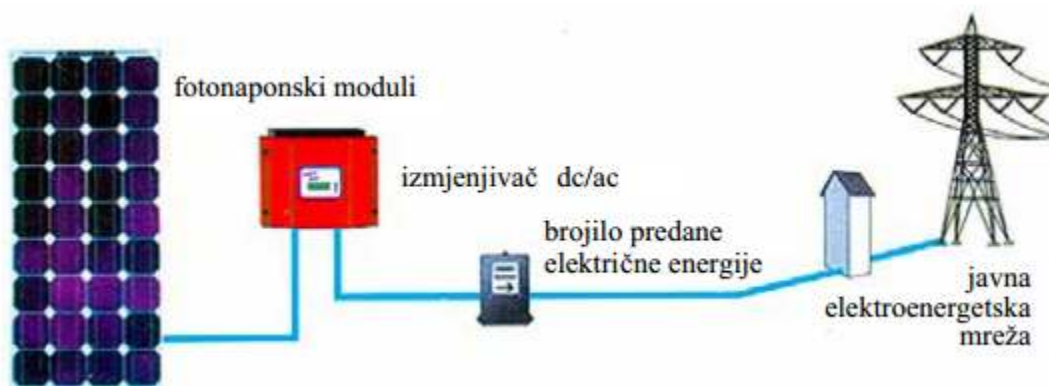 fotonaponski moduli
izmjenjivač dc/ac
brojilo predane
električne energije
javna
elektroenergetska
mreža